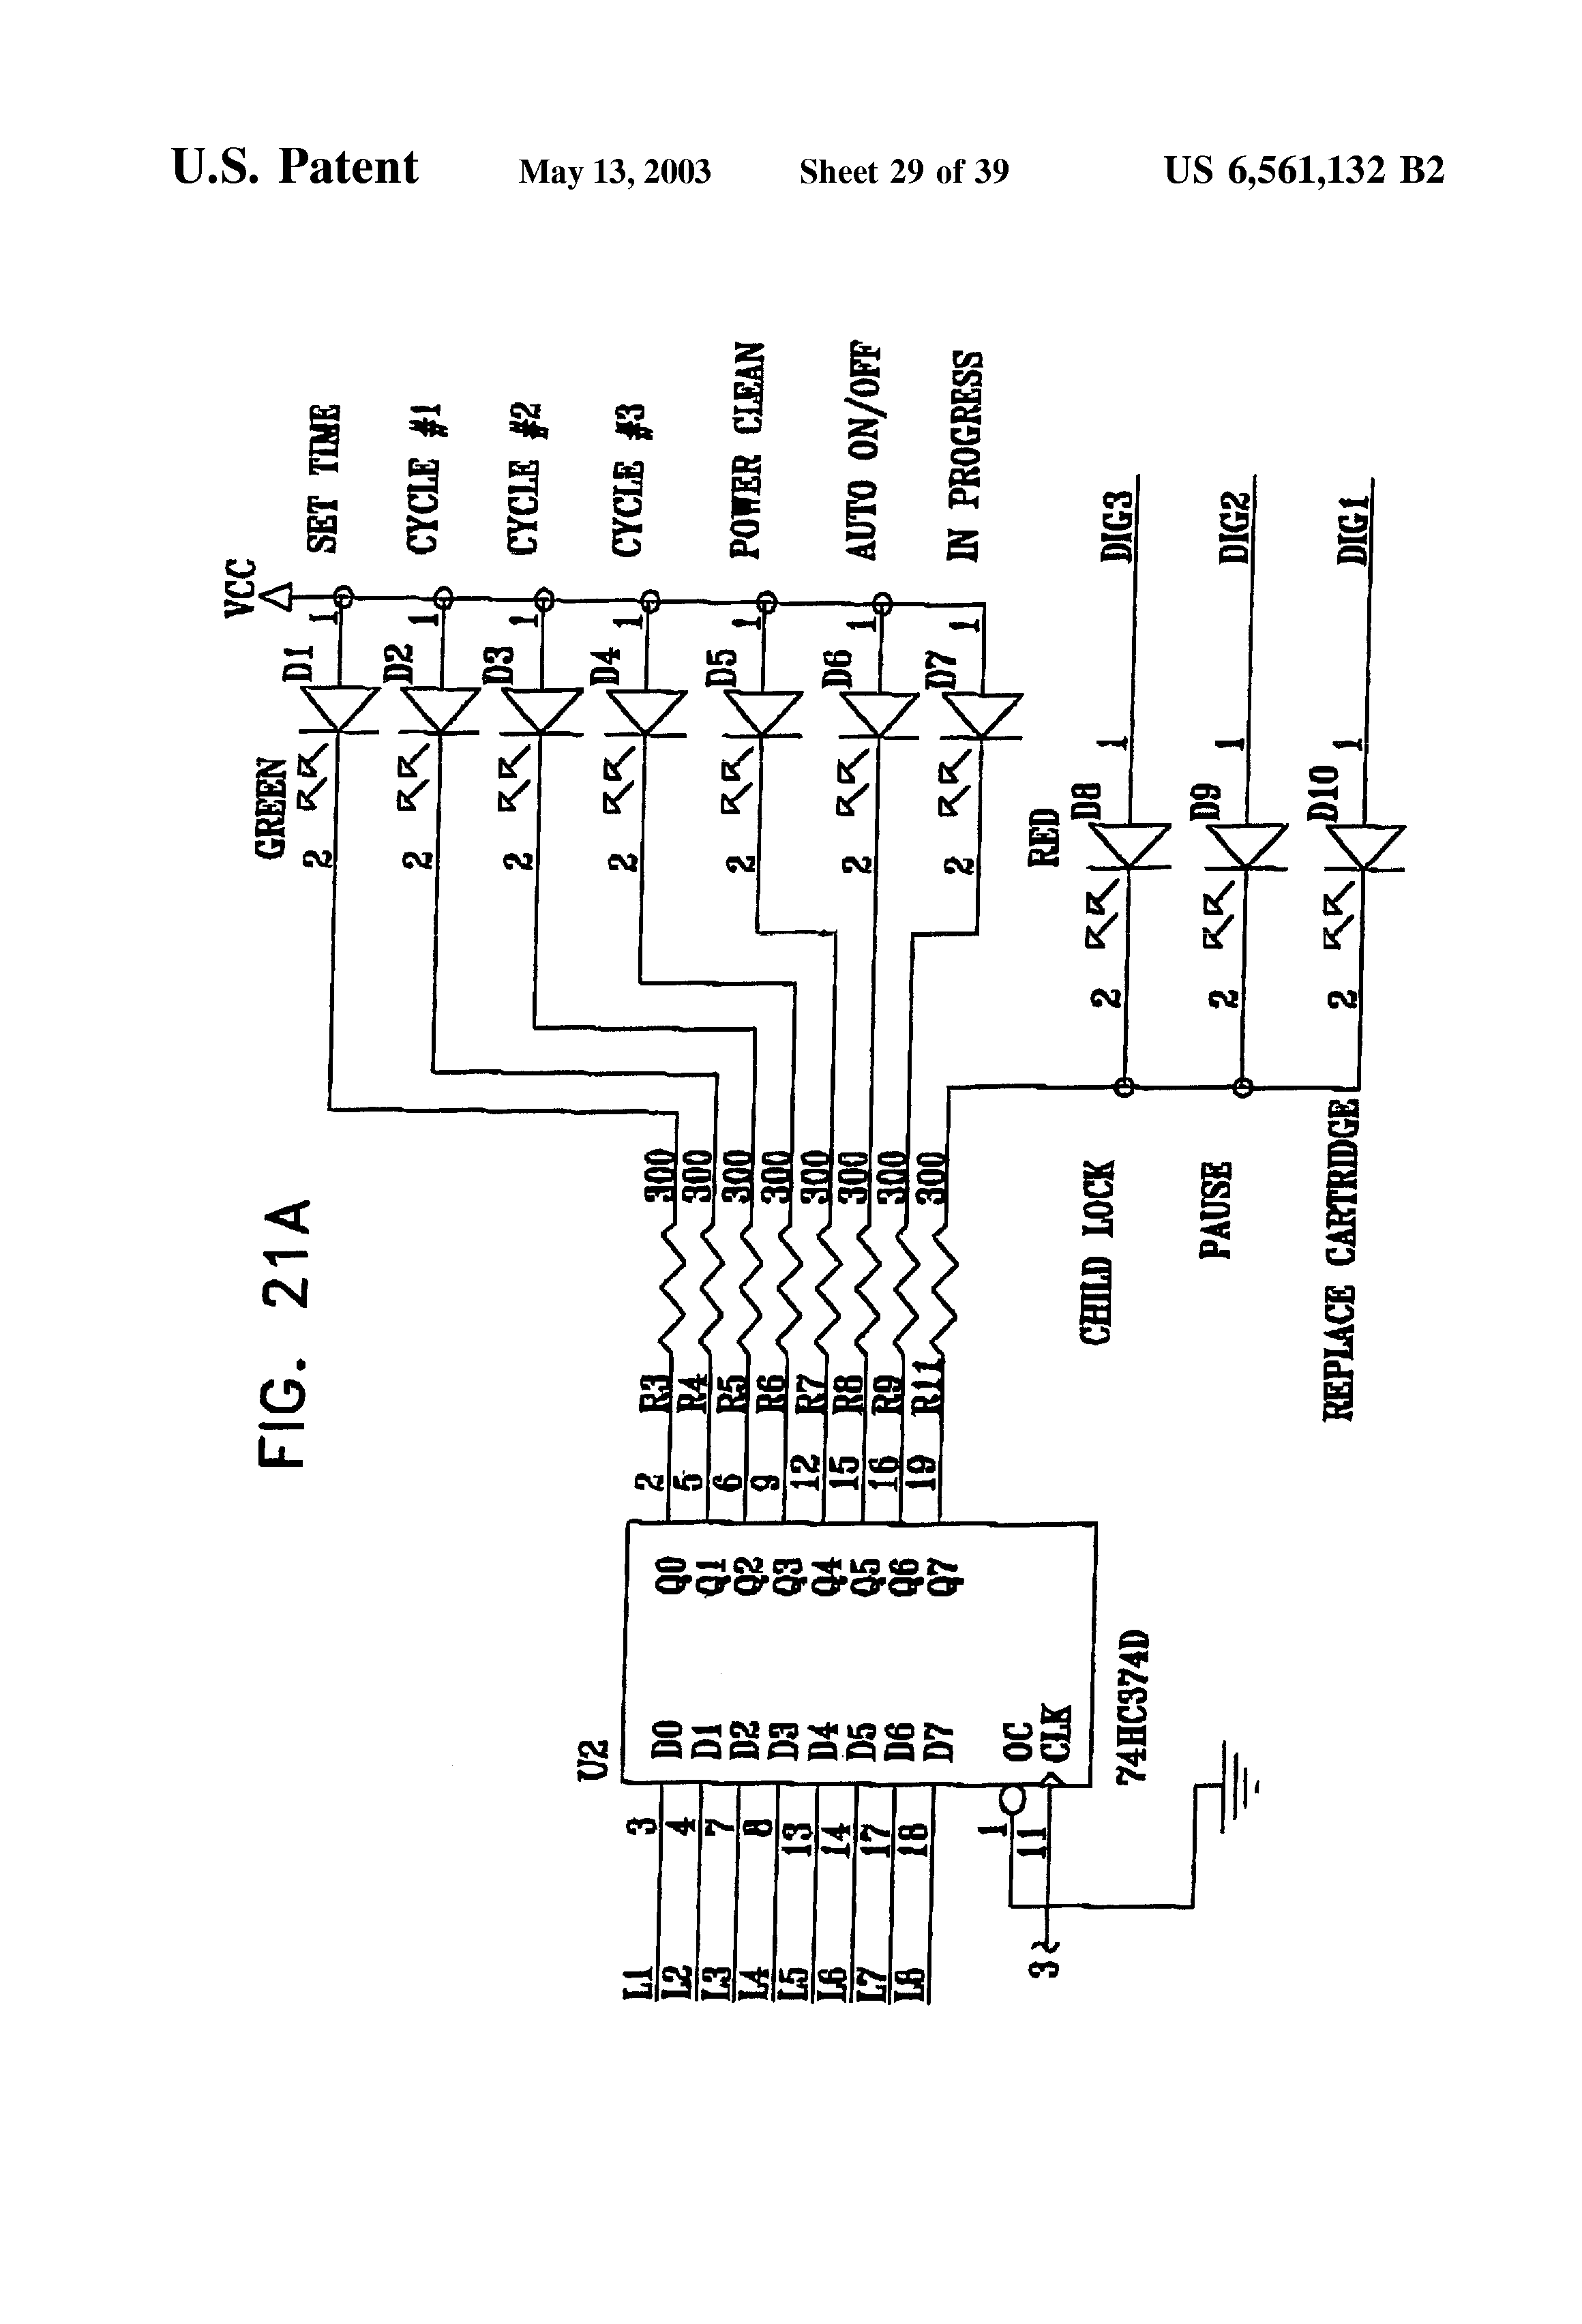 U.S. Patent May 13, 2003 Sheet 29 of 39 US 6,561,132 B2
FIG. 21A
VCC
GREEN
D1 1 2 SET TIME
D2 1 2 CYCLE #1
D3 1 2 CYCLE #2
D4 1 2 CYCLE #3
D5 1 2 POWER CLEAN
D6 1 2 AUTO ON/OFF
D7 1 2 IN PROGRESS
RED
CHILD LOCK 2 D8 1 DIG3
PAUSE 2 D9 1 DIG2
REPLACE CARTRIDGE 2 D10 1 DIG1
U2
L1 3 D0 Q0 2 R3 300
L2 4 D1 Q1 5 R4 300
L3 7 D2 Q2 6 R5 300
L4 8 D3 Q3 9 R6 300
L5 13 D4 Q4 12 R7 300
L6 14 D5 Q5 15 R8 300
L7 17 D6 Q6 16 R9 300
L8 18 D7 Q7 19 R11 300
1 OC
3 11 CLK
74HC374D